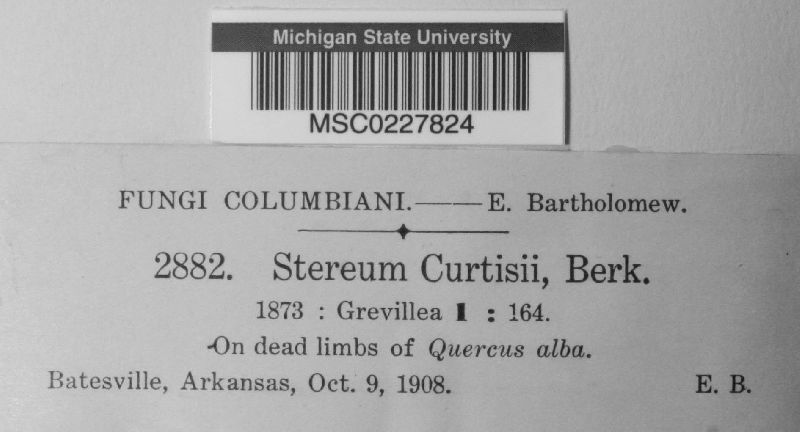 Michigan State University
MSC0227824
FUNGI COLUMBIANI.——E. Bartholomew.
2882. Stereum Curtisii, Berk.
1873 : Grevillea 1 : 164.
On dead limbs of Quercus alba.
Batesville, Arkansas, Oct. 9, 1908. E. B.